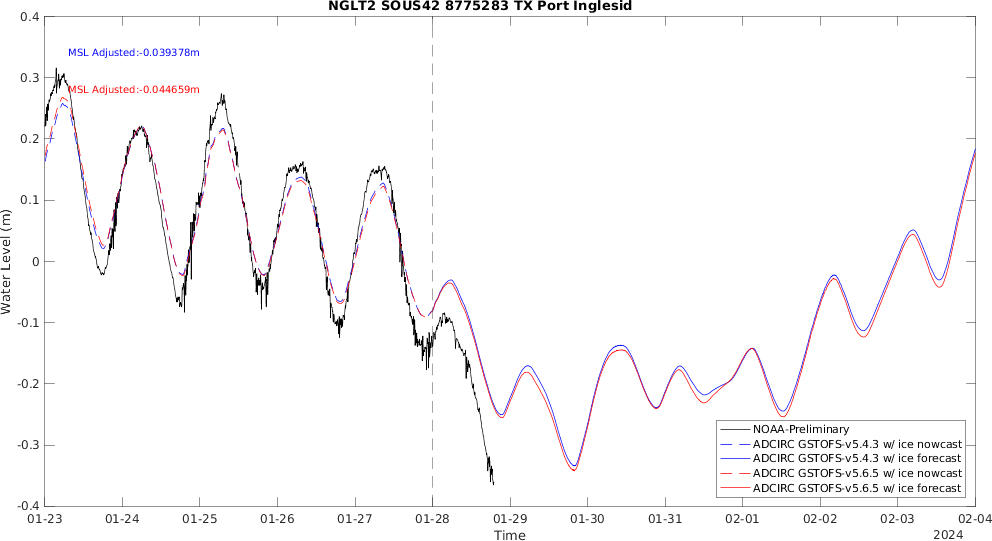 NGLT2 SOUS42 8775283 TX Port Inglesid
0.4
0.3
0.2
0.1
0
-0.1
-0.2
-0.3
-0.4
Water Level (m)
MSL Adjusted:-0.039378m
MSL Adjusted:-0.044659m
NOAA-Preliminary
ADCIRC GSTOFS-v5.4.3 w/ ice nowcast
ADCIRC GSTOFS-v5.4.3 w/ ice forecast
ADCIRC GSTOFS-v5.6.5 w/ ice nowcast
ADCIRC GSTOFS-v5.6.5 w/ ice forecast
01-23 01-24 01-25 01-26 01-27 01-28 01-29 01-30 01-31 02-01 02-02 02-03 02-04
Time
2024